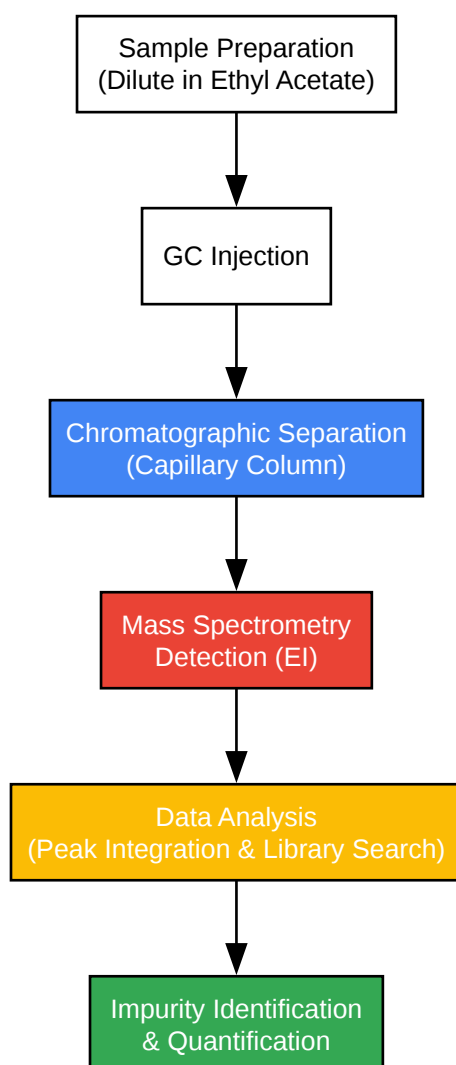 Sample Preparation
(Dilute in Ethyl Acetate)
GC Injection
Chromatographic Separation
(Capillary Column)
Mass Spectrometry
Detection (EI)
Data Analysis
(Peak Integration & Library Search)
Impurity Identification
& Quantification